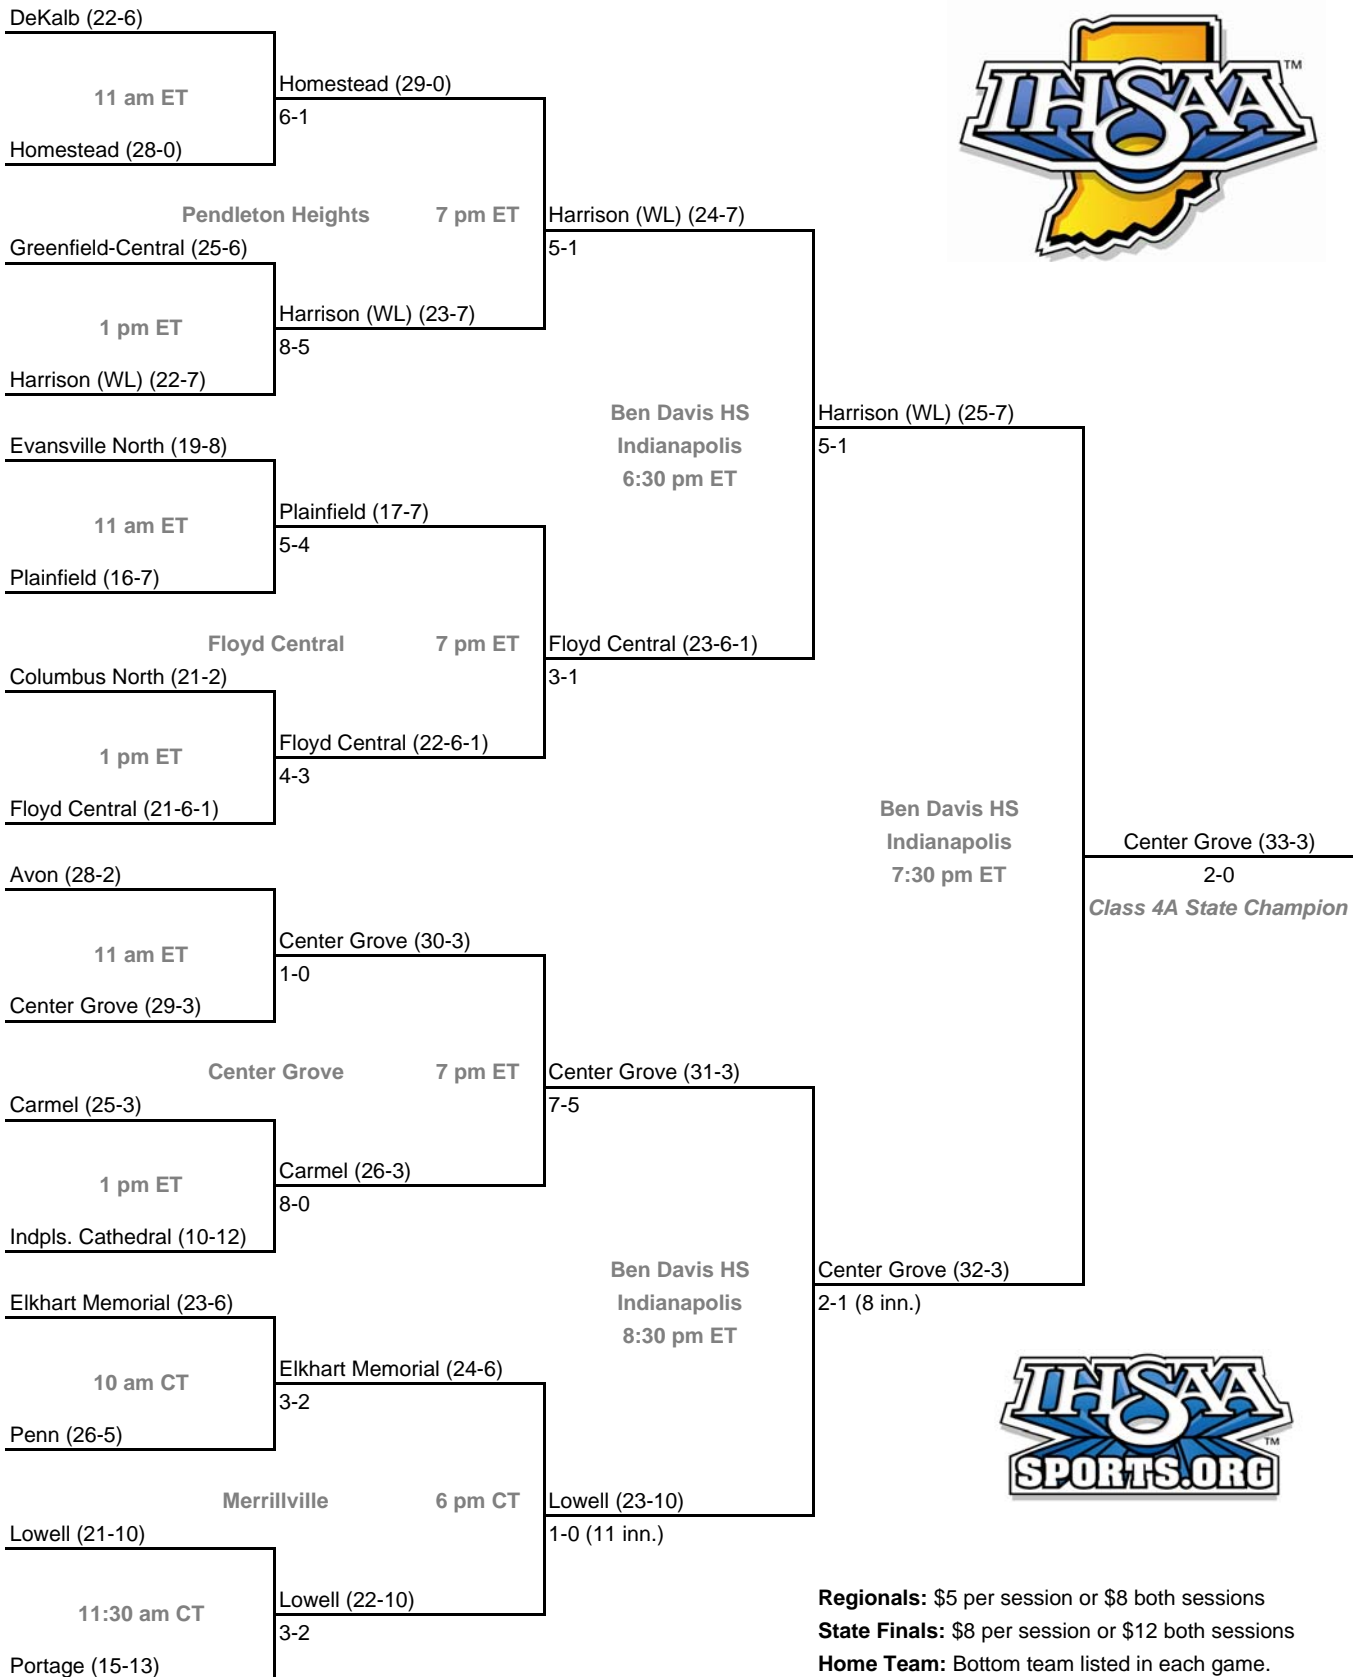 DeKalb (22-6)
11 am ET
Homestead (29-0)
6-1
Homestead (28-0)
IHSAA™
Pendleton Heights 7 pm ET
Harrison (WL) (24-7)
5-1
Greenfield-Central (25-6)
1 pm ET
Harrison (WL) (23-7)
8-5
Harrison (WL) (22-7)
Ben Davis HS
Indianapolis
6:30 pm ET
Harrison (WL) (25-7)
5-1
Evansville North (19-8)
11 am ET
Plainfield (17-7)
5-4
Plainfield (16-7)
Floyd Central 7 pm ET
Floyd Central (23-6-1)
3-1
Columbus North (21-2)
1 pm ET
Floyd Central (22-6-1)
4-3
Floyd Central (21-6-1)
Ben Davis HS
Indianapolis
7:30 pm ET
Center Grove (33-3)
2-0
Class 4A State Champion
Avon (28-2)
11 am ET
Center Grove (30-3)
1-0
Center Grove (29-3)
Center Grove 7 pm ET
Center Grove (31-3)
7-5
Carmel (25-3)
1 pm ET
Carmel (26-3)
8-0
Indpls. Cathedral (10-12)
Ben Davis HS
Indianapolis
8:30 pm ET
Center Grove (32-3)
2-1 (8 inn.)
Elkhart Memorial (23-6)
10 am CT
Elkhart Memorial (24-6)
3-2
Penn (26-5)
IHSAA™
SPORTS.ORG
Merrillville 6 pm CT
Lowell (23-10)
1-0 (11 inn.)
Lowell (21-10)
11:30 am CT
Lowell (22-10)
3-2
Portage (15-13)
Regionals: $5 per session or $8 both sessions
State Finals: $8 per session or $12 both sessions
Home Team: Bottom team listed in each game.